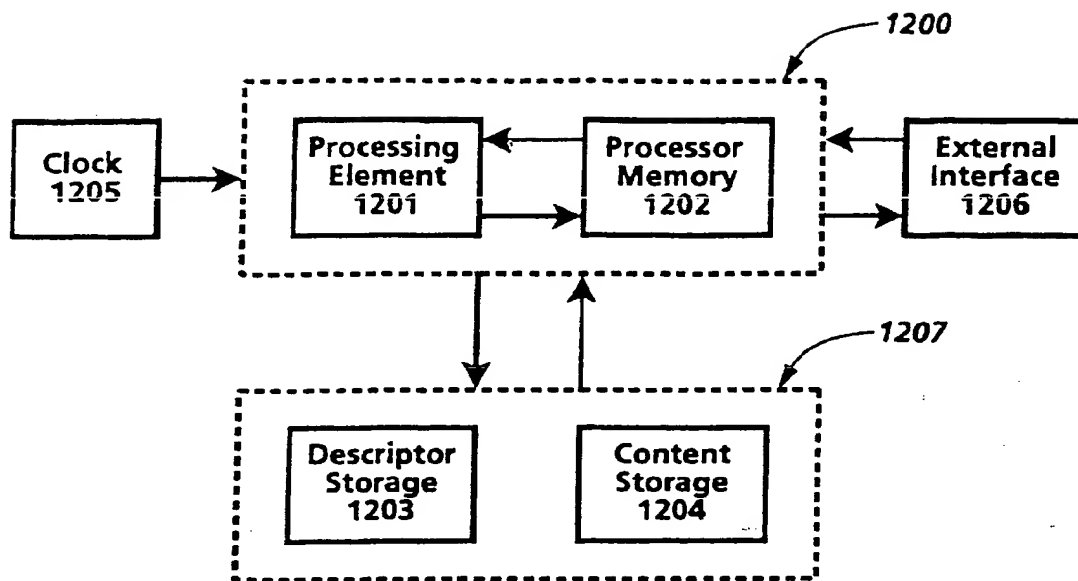 1200
Clock
1205
Processing
Element
1201
Processor
Memory
1202
External
Interface
1206
1207
Descriptor
Storage
1203
Content
Storage
1204